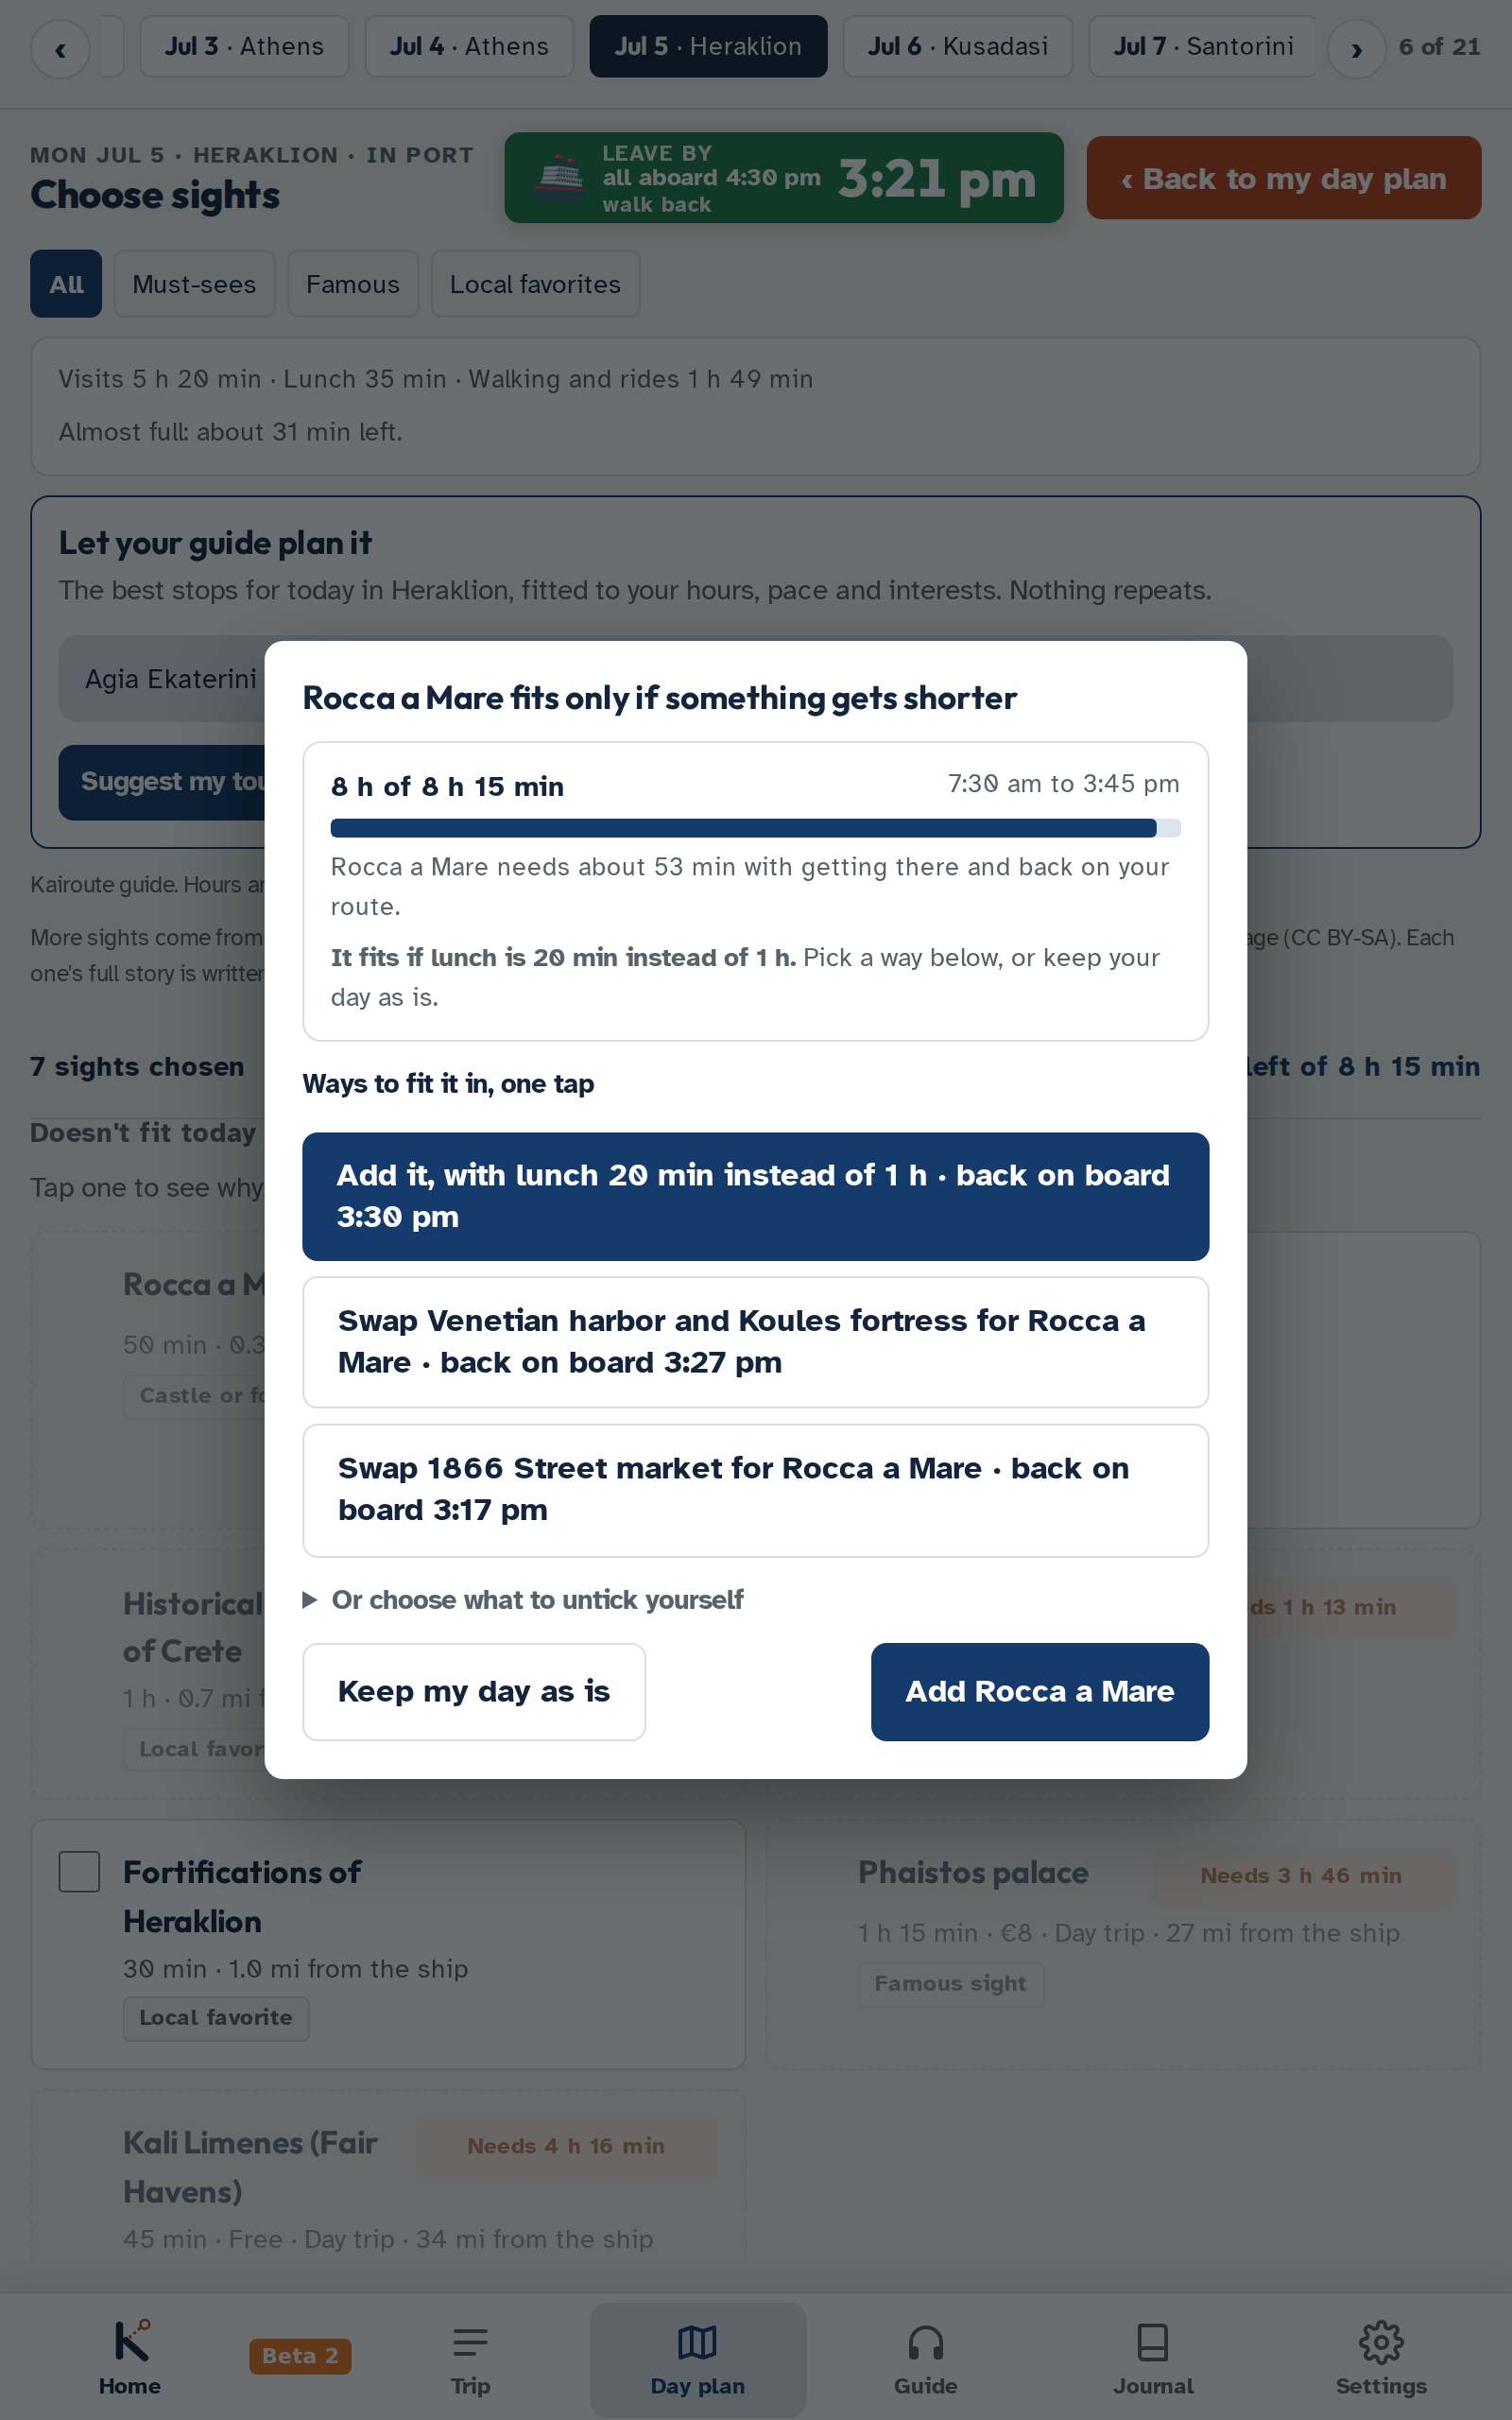 ‹
Jul 3 · Athens
Jul 4 · Athens
Jul 5 · Heraklion
Jul 6 · Kusadasi
Jul 7 · Santorini
›
6 of 21
MON JUL 5 · HERAKLION · IN PORT
Choose sights
LEAVE BY
all aboard 4:30 pm
walk back
3:21 pm
‹ Back to my day plan
All
Must-sees
Famous
Local favorites
Visits 5 h 20 min · Lunch 35 min · Walking and rides 1 h 49 min
Almost full: about 31 min left.
Let your guide plan it
The best stops for today in Heraklion, fitted to your hours, pace and interests. Nothing repeats.
Agia Ekaterini
Suggest my
Kairoute guide. Hours
More sights come from
(CC BY-SA). Each
one's full story is written
7 sights chosen
left of 8 h 15 min
Doesn't fit today
Tap one to see why
Rocca a
50 min · 0.3
Castle or
Historical
of Crete
1 h · 0.7 mi
Local
1 h 13 min
Rocca a Mare fits only if something gets shorter
8 h of 8 h 15 min
7:30 am to 3:45 pm
Rocca a Mare needs about 53 min with getting there and back on your
route.
It fits if lunch is 20 min instead of 1 h. Pick a way below, or keep your
day as is.
Ways to fit it in, one tap
Add it, with lunch 20 min instead of 1 h · back on board
3:30 pm
Swap Venetian harbor and Koules fortress for Rocca a
Mare · back on board 3:27 pm
Swap 1866 Street market for Rocca a Mare · back on
board 3:17 pm
▶ Or choose what to untick yourself
Keep my day as is
Add Rocca a Mare
Fortifications of
Heraklion
30 min · 1.0 mi from the ship
Local favorite
Phaistos palace
Needs 3 h 46 min
1 h 15 min · €8 · Day trip · 27 mi from the ship
Famous sight
Kali Limenes (Fair
Havens)
Needs 4 h 16 min
45 min · Free · Day trip · 34 mi from the ship
Home
Beta 2
Trip
Day plan
Guide
Journal
Settings